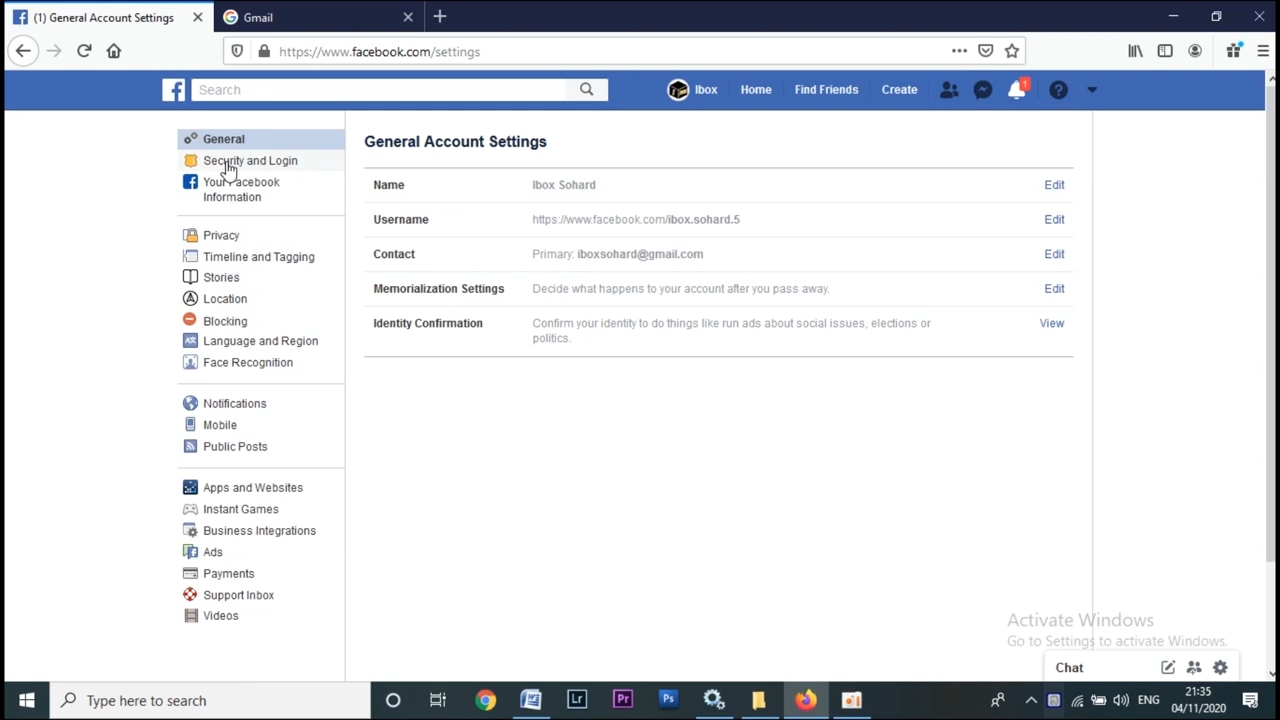 (1) General Account Settings
Gmail
https://www.facebook.com/settings
Search
Ibox
Home
Find Friends
Create
1
General
Security and Login
Your Facebook
Information
Privacy
Timeline and Tagging
Stories
Location
Blocking
Language and Region
Face Recognition
Notifications
Mobile
Public Posts
Apps and Websites
Instant Games
Business Integrations
Ads
Payments
Support Inbox
Videos
General Account Settings
Name Ibox Sohard Edit
Username https://www.facebook.com/ibox.sohard.5 Edit
Contact Primary: iboxsohard@gmail.com Edit
Memorialization Settings Decide what happens to your account after you pass away. Edit
Identity Confirmation Confirm your identity to do things like run ads about social issues, elections or View
politics.
Activate Windows
Go to Settings to activate Windows.
Chat
Type here to search
Lr
Pr
Ps
ENG
21:35
04/11/2020